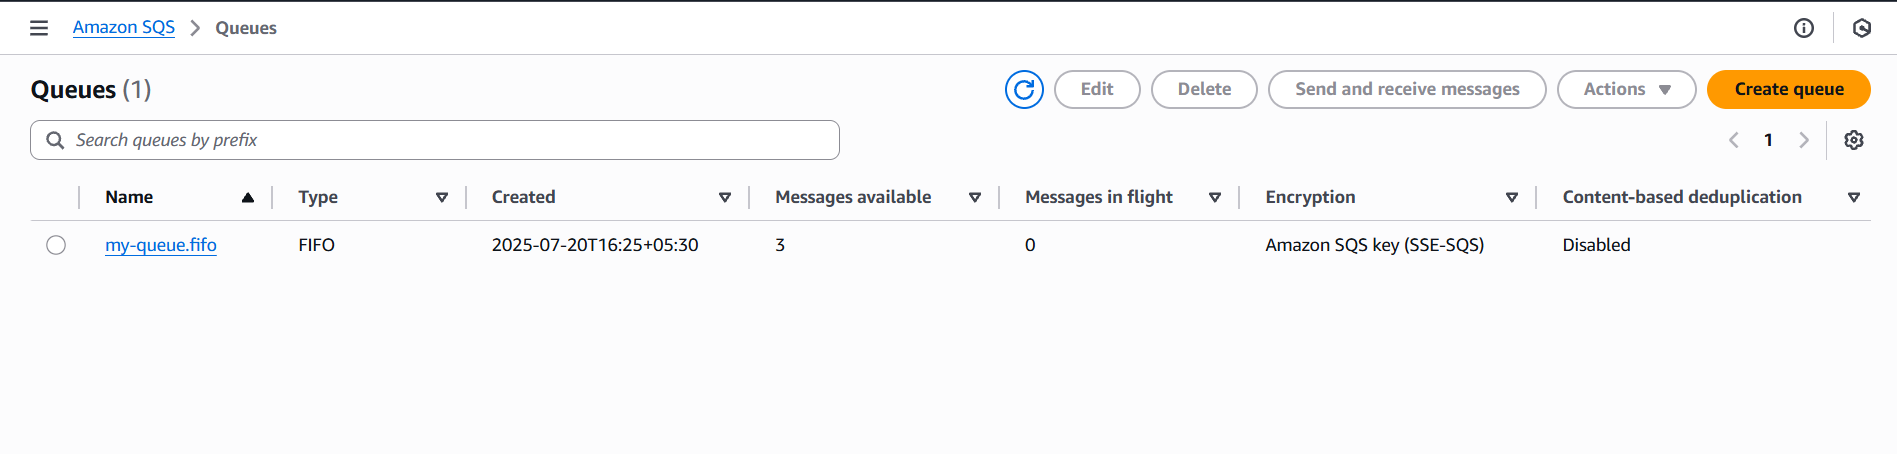 Amazon SQS > Queues
Queues (1) Edit Delete Send and receive messages Actions Create queue
Search queues by prefix 1
Name Type Created Messages available Messages in flight Encryption Content-based deduplication
my-queue.fifo FIFO 2025-07-20T16:25+05:30 3 0 Amazon SQS key (SSE-SQS) Disabled